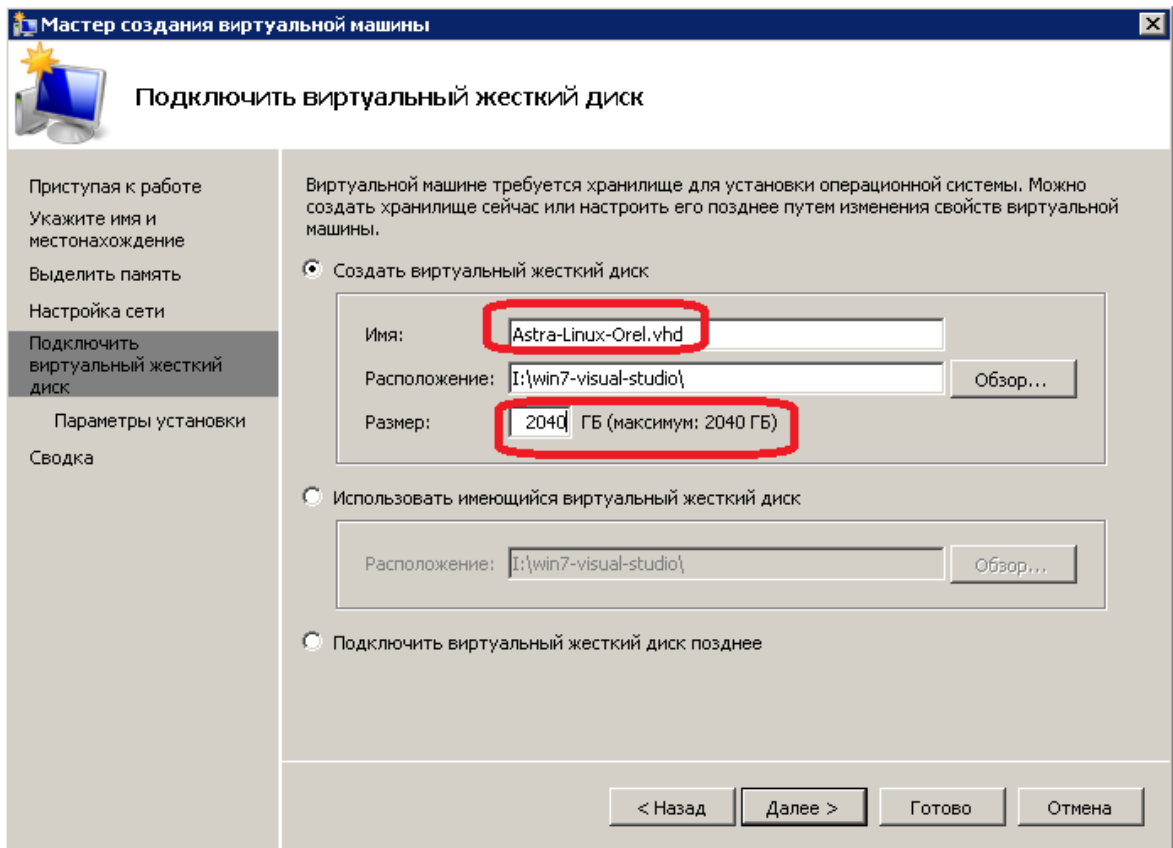 Мастер создания виртуальной машины
Подключить виртуальный жесткий диск
Приступая к работе
Укажите имя и
местонахождение
Выделить память
Настройка сети
Подключить
виртуальный жесткий
диск
Параметры установки
Сводка
Виртуальной машине требуется хранилище для установки операционной системы. Можно
создать хранилище сейчас или настроить его позднее путем изменения свойств виртуальной
машины.
Создать виртуальный жесткий диск
Имя: Astra-Linux-Orel.vhd
Расположение: I:\win7-visual-studio\ Обзор...
Размер: 2040 ГБ (максимум: 2040 ГБ)
Использовать имеющийся виртуальный жесткий диск
Расположение: I:\win7-visual-studio\ Обзор...
Подключить виртуальный жесткий диск позднее
< Назад Далее > Готово Отмена